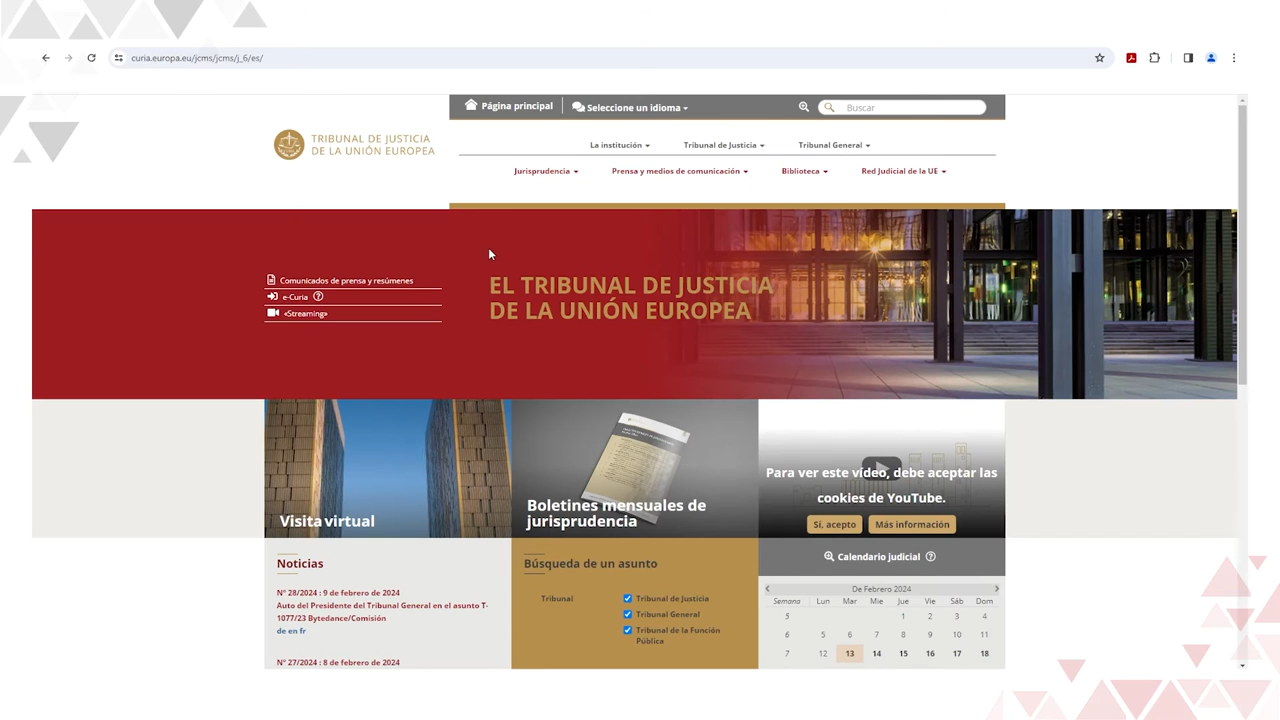 curia.europa.eu/jcms/jcms/j_6/es/
Página principal
Seleccione un idioma
Buscar
TRIBUNAL DE JUSTICIA
DE LA UNIÓN EUROPEA
La institución
Tribunal de Justicia
Tribunal General
Jurisprudencia
Prensa y medios de comunicación
Biblioteca
Red Judicial de la UE
Comunicados de prensa y resúmenes
e-Curia
«Streaming»
EL TRIBUNAL DE JUSTICIA
DE LA UNIÓN EUROPEA
Visita virtual
Boletines mensuales de
jurisprudencia
Para ver este vídeo, debe aceptar las
cookies de YouTube.
Sí, acepto
Más información
Noticias
Nº 28/2024 : 9 de febrero de 2024
Auto del Presidente del Tribunal General en el asunto T-
1077/23 Bytedance/Comisión
de en fr
Nº 27/2024 : 8 de febrero de 2024
Búsqueda de un asunto
Tribunal
Tribunal de Justicia
Tribunal General
Tribunal de la Función
Pública
Calendario judicial
De Febrero 2024
Semana Lun Mar Mie Jue Vie Sáb Dom
5 1 2 3 4
6 5 6 7 8 9 10 11
7 12 13 14 15 16 17 18